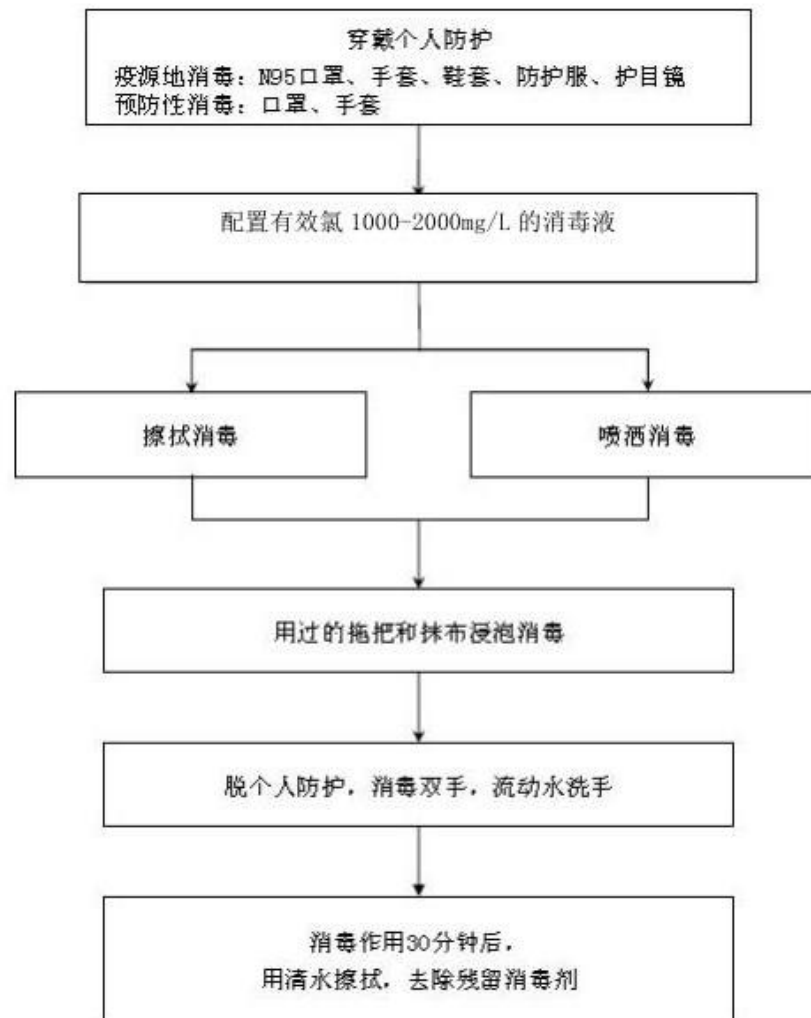 穿戴个人防护
疫源地消毒：N95口罩、手套、鞋套、防护服、护目镜
预防性消毒：口罩、手套
配置有效氯 1000-2000mg/L 的消毒液
擦拭消毒
喷洒消毒
用过的拖把和抹布浸泡消毒
脱个人防护，消毒双手，流动水洗手
消毒作用30分钟后，
用清水擦拭，去除残留消毒剂